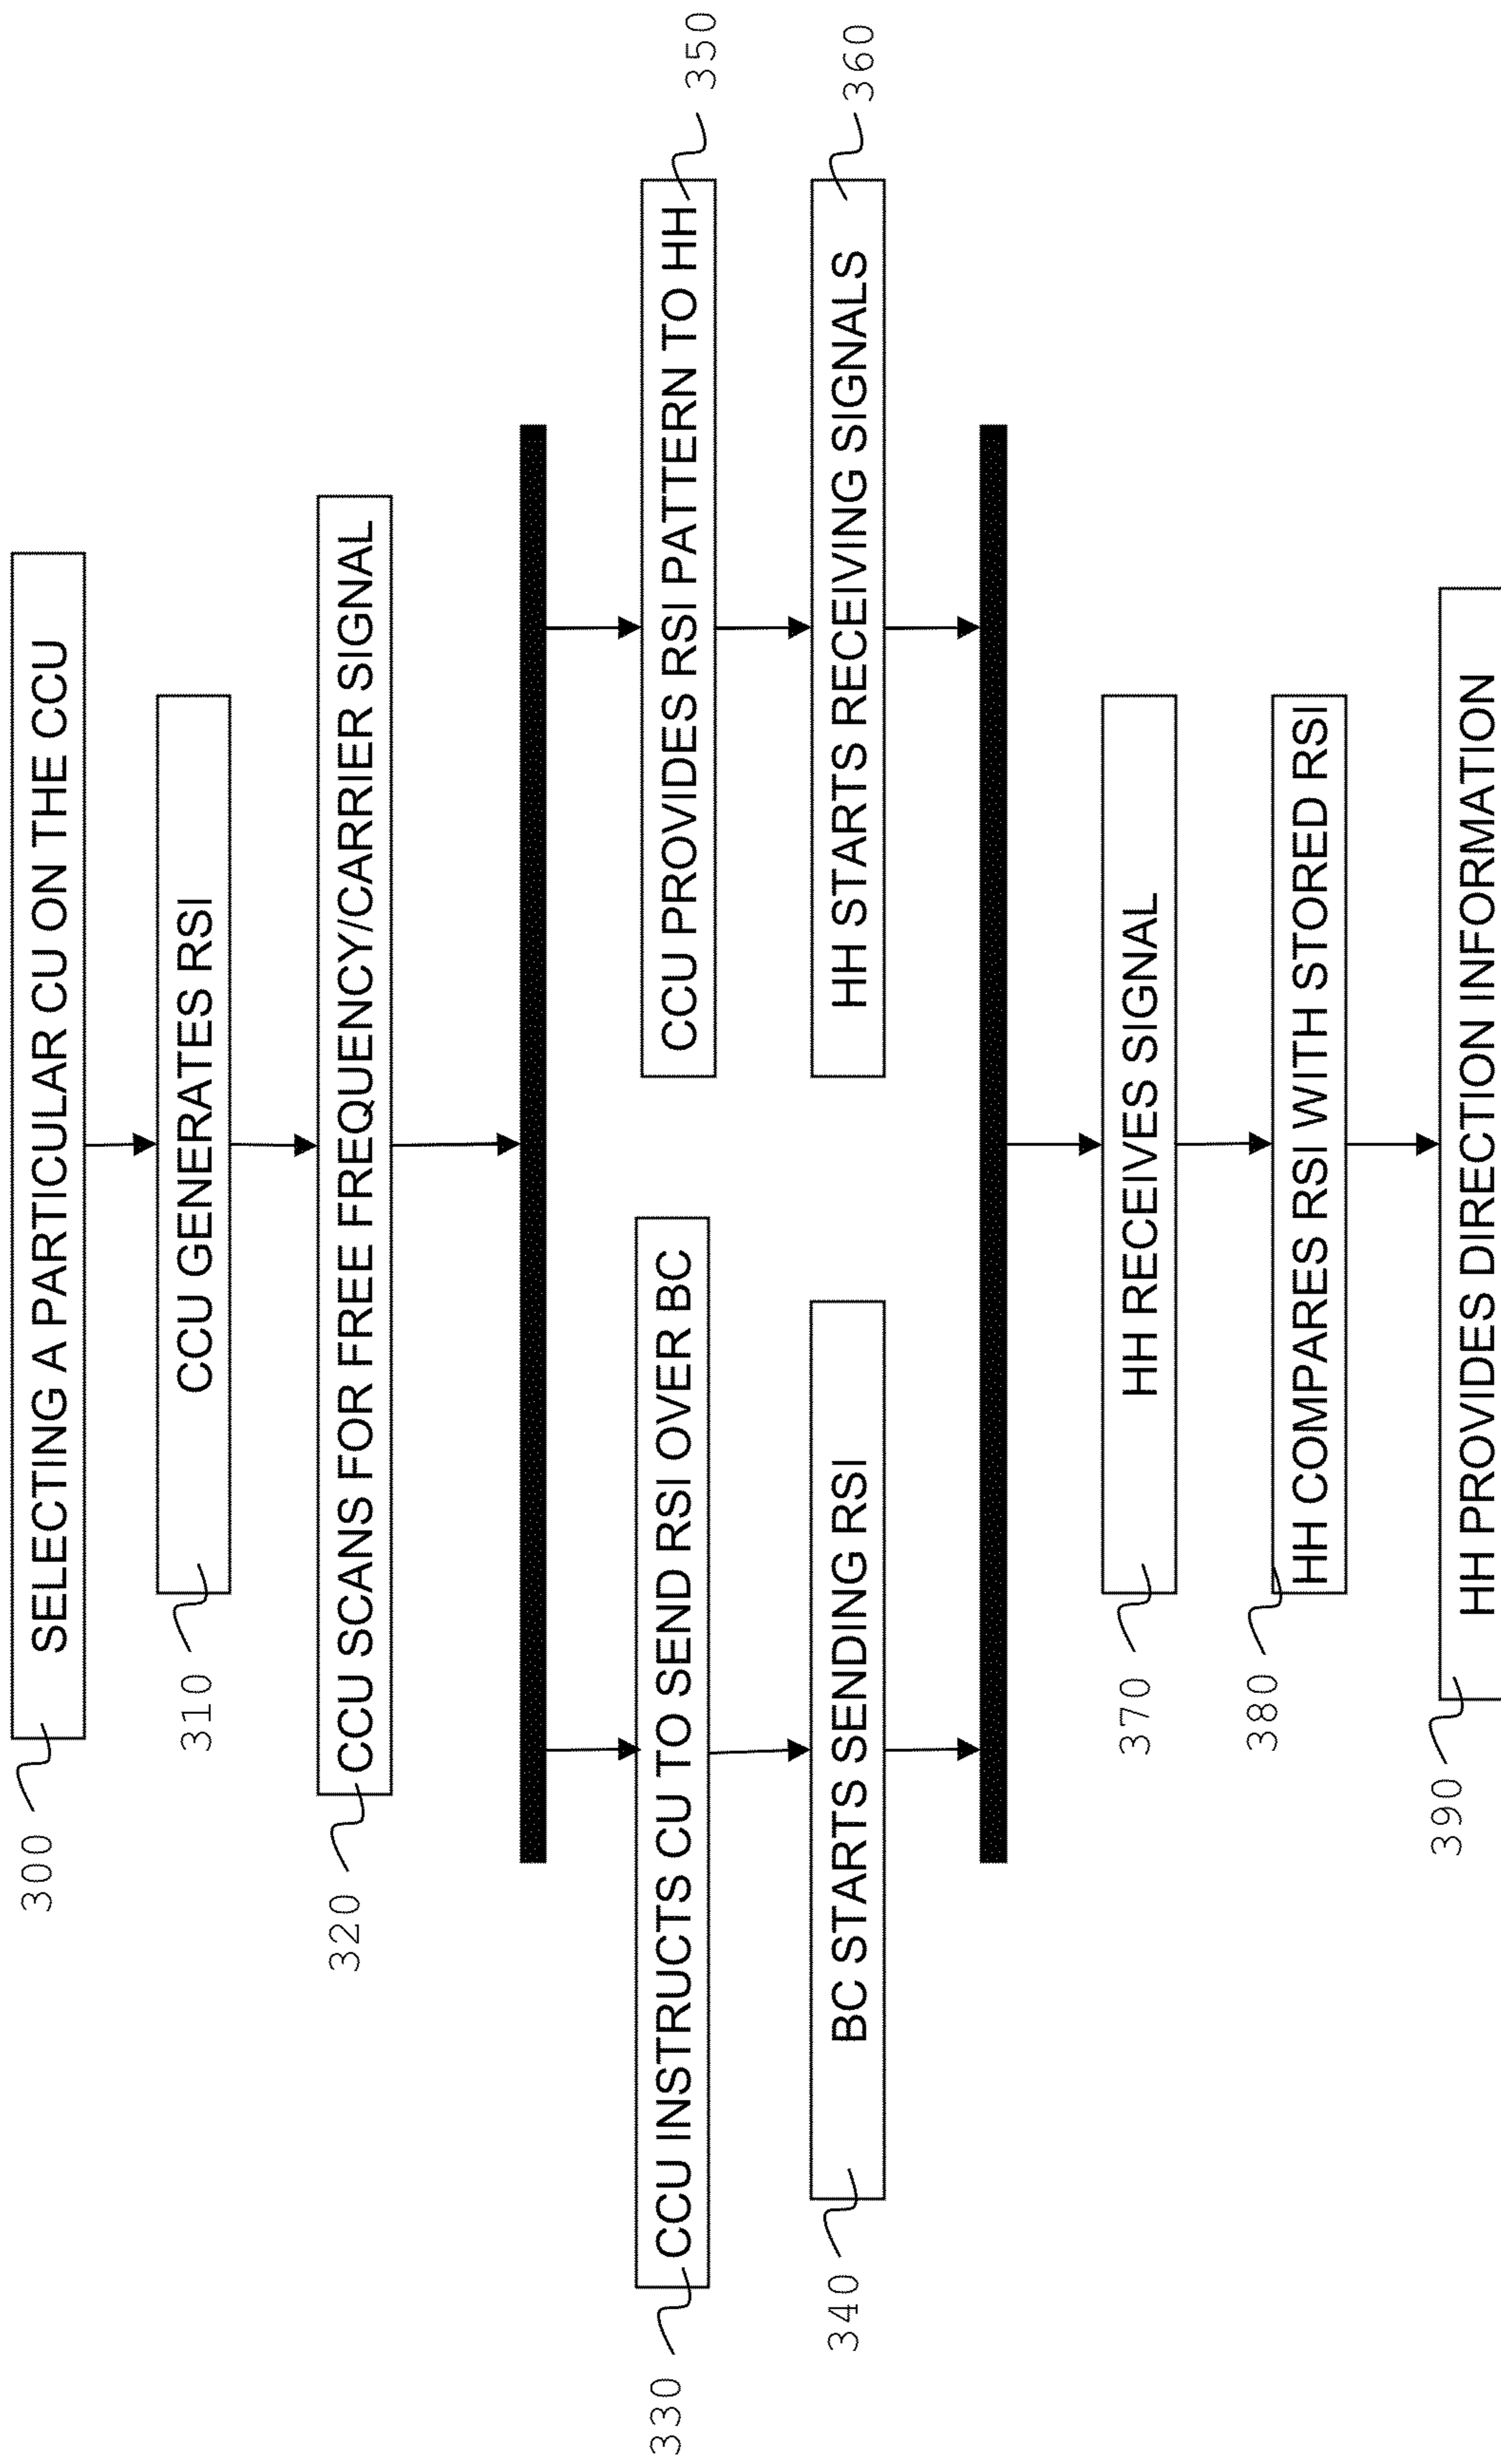 300
SELECTING A PARTICULAR CU ON THE CCU
310
CCU GENERATES RSI
320
CCU SCANS FOR FREE FREQUENCY/CARRIER SIGNAL
330
CCU INSTRUCTS CU TO SEND RSI OVER BC
340
BC STARTS SENDING RSI
CCU PROVIDES RSI PATTERN TO HH
350
HH STARTS RECEIVING SIGNALS
360
370
HH RECEIVES SIGNAL
380
HH COMPARES RSI WITH STORED RSI
390
HH PROVIDES DIRECTION INFORMATION